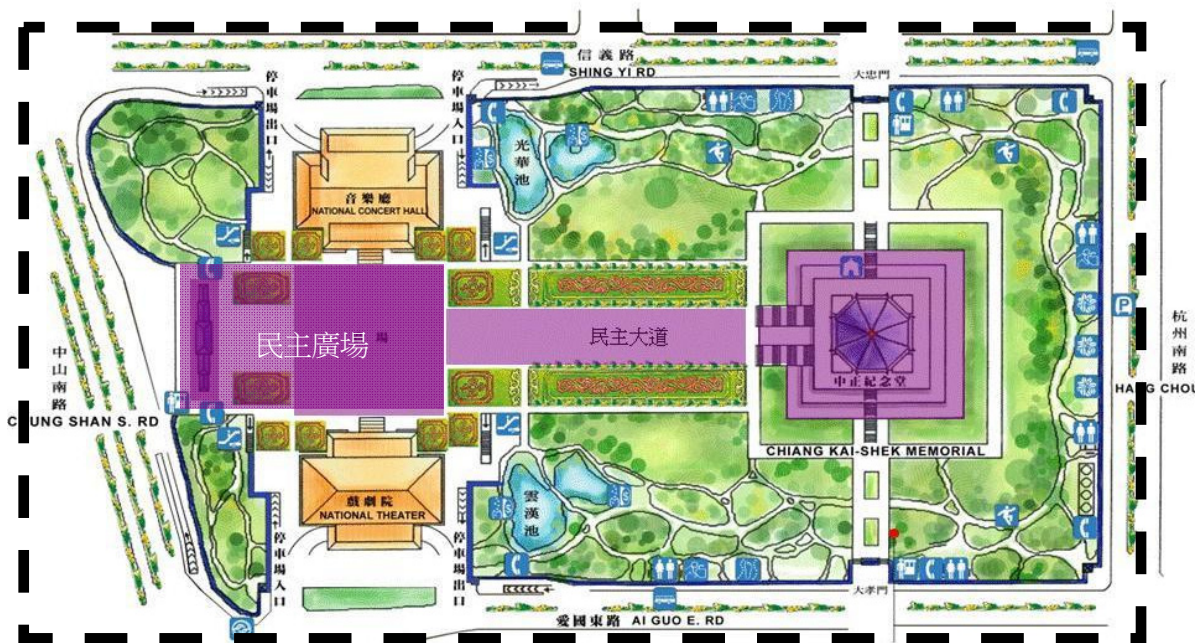 信義路
SHING YI RD
大忠門
停車場出口
停車場入口
光華池
音樂廳
NATIONAL CONCERT HALL
中山南路
CHUNG SHAN S. RD
民主廣場
場
民主大道
中正紀念堂
CHIANG KAI-SHEK MEMORIAL
杭州南路
HANG CHOU
P
戲劇院
NATIONAL THEATER
雲漢池
停車場入口
停車場出口
大孝門
愛國東路 AI GUO E. RD